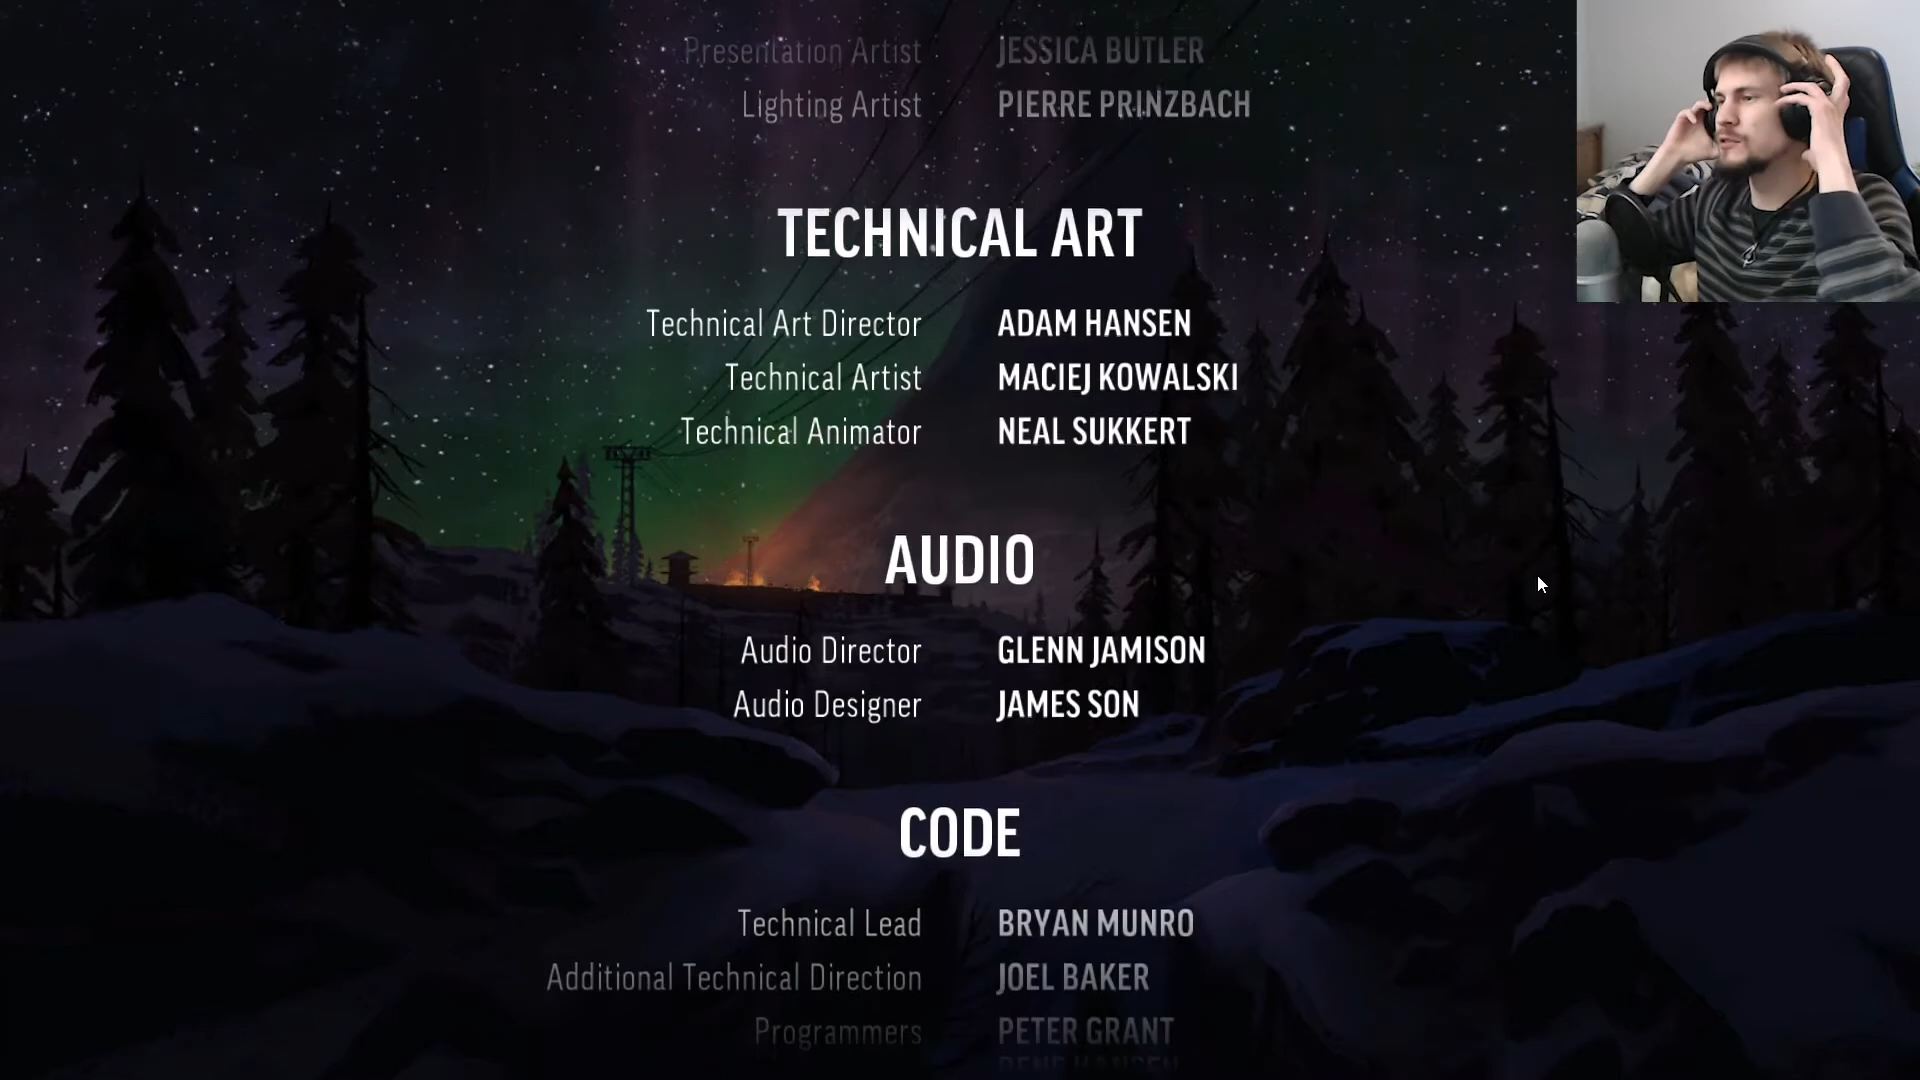 Presentation Artist JESSICA BUTLER
Lighting Artist PIERRE PRINZBACH
TECHNICAL ART
Technical Art Director ADAM HANSEN
Technical Artist MACIEJ KOWALSKI
Technical Animator NEAL SUKKERT
AUDIO
Audio Director GLENN JAMISON
Audio Designer JAMES SON
CODE
Technical Lead BRYAN MUNRO
Additional Technical Direction JOEL BAKER
Programmers PETER GRANT